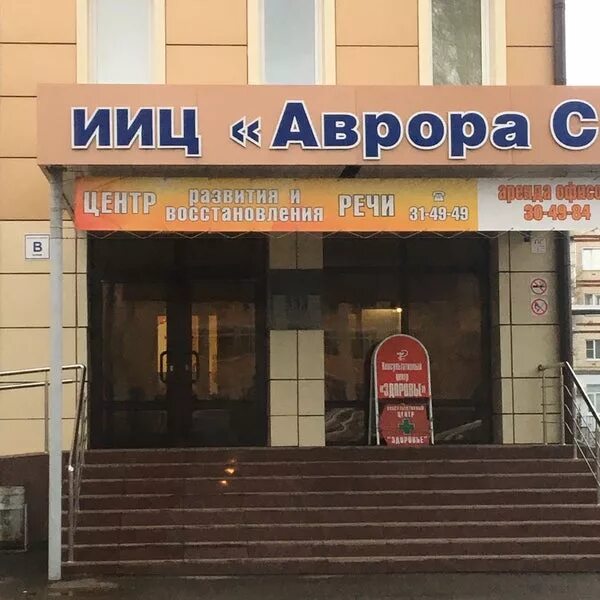 ИИЦ «Аврора С
ЦЕНТР развития и восстановления РЕЧИ ☎ 31-49-49
аренда офисо
30-49-84
В
Консультативный
центр
«ЗДОРОВЬЕ»
КОНСУЛЬТАТИВНЫЙ
ЦЕНТР
"ЗДОРОВЬЕ"